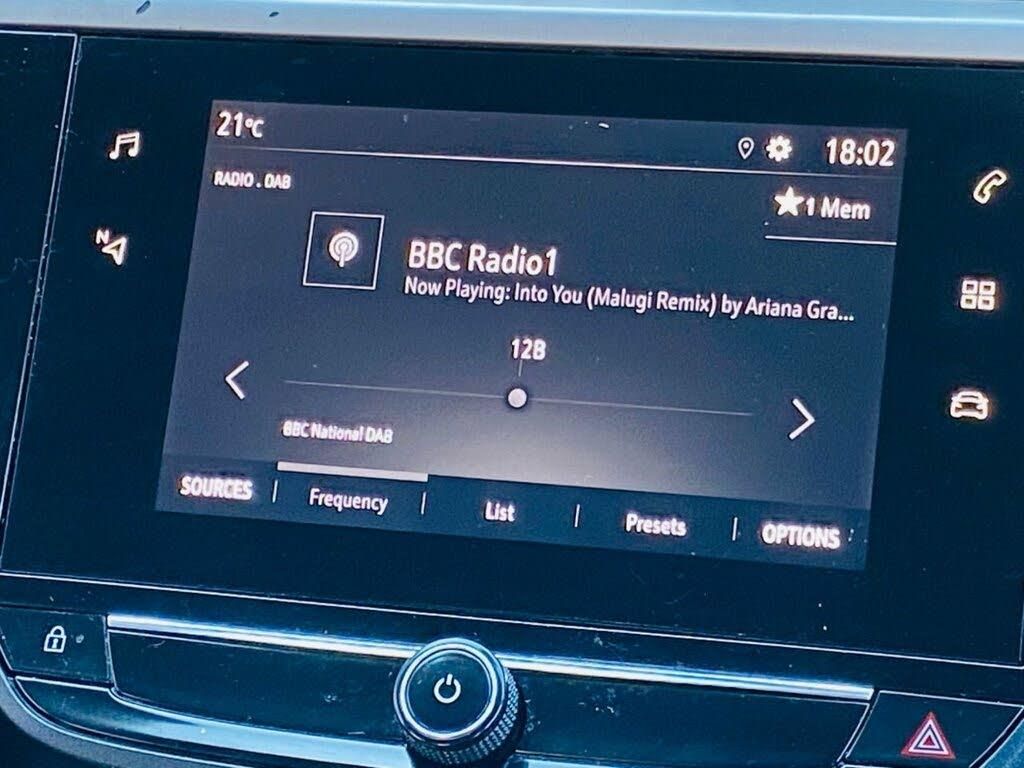 21°C
18:02
RADIO . DAB
1 Mem
BBC Radio1
Now Playing: Into You (Malugi Remix) by Ariana Gra...
12B
BBC National DAB
SOURCES | Frequency | List | Presets | OPTIONS
N